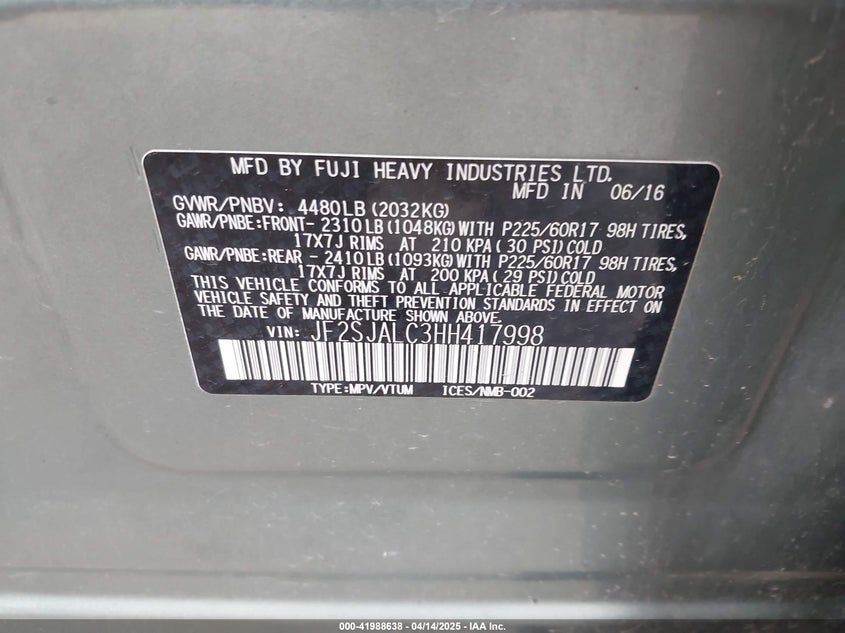 MFD BY FUJI HEAVY INDUSTRIES LTD.
MFD IN 06/16
GVWR/PNBV: 4480LB (2032KG)
GAWR/PNBE:FRONT- 2310LB (1048KG) WITH P225/60R17 98H TIRES,
17X7J RIMS AT 210 KPA ( 30 PSI) COLD
GAWR/PNBE:REAR - 2410LB (1093KG) WITH P225/60R17 98H TIRES,
17X7J RIMS AT 200 KPA ( 29 PSI) COLD
THIS VEHICLE CONFORMS TO ALL APPLICABLE FEDERAL MOTOR
VEHICLE SAFETY AND THEFT PREVENTION STANDARDS IN EFFECT ON
THE DATE OF MANUFACTURE SHOWN ABOVE.
VIN: JF2SJALC3HH417998
TYPE:MPV/VTUM ICES/NMB-002
000-41988638 - 04/14/2025 - IAA Inc.